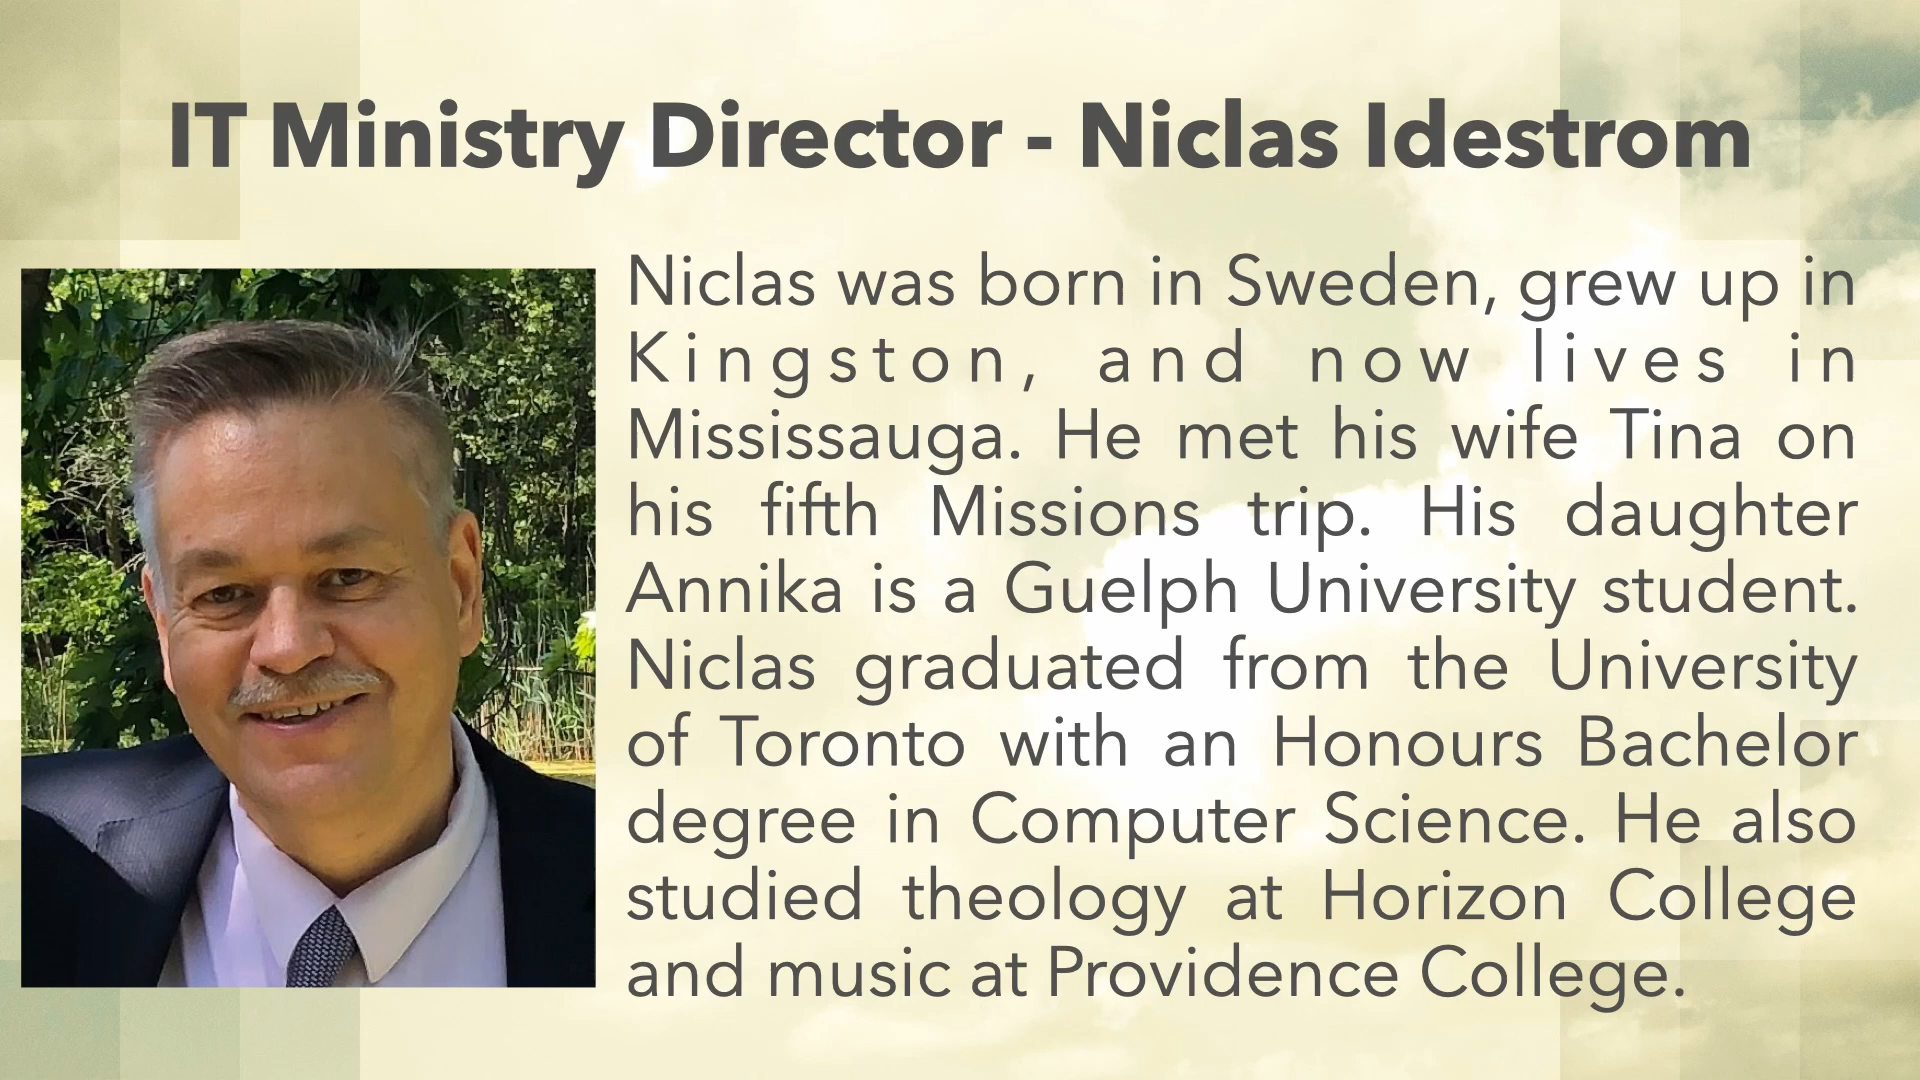 IT Ministry Director - Niclas Idestrom
Niclas was born in Sweden, grew up in
Kingston, and now lives in
Mississauga. He met his wife Tina on
his fifth Missions trip. His daughter
Annika is a Guelph University student.
Niclas graduated from the University
of Toronto with an Honours Bachelor
degree in Computer Science. He also
studied theology at Horizon College
and music at Providence College.